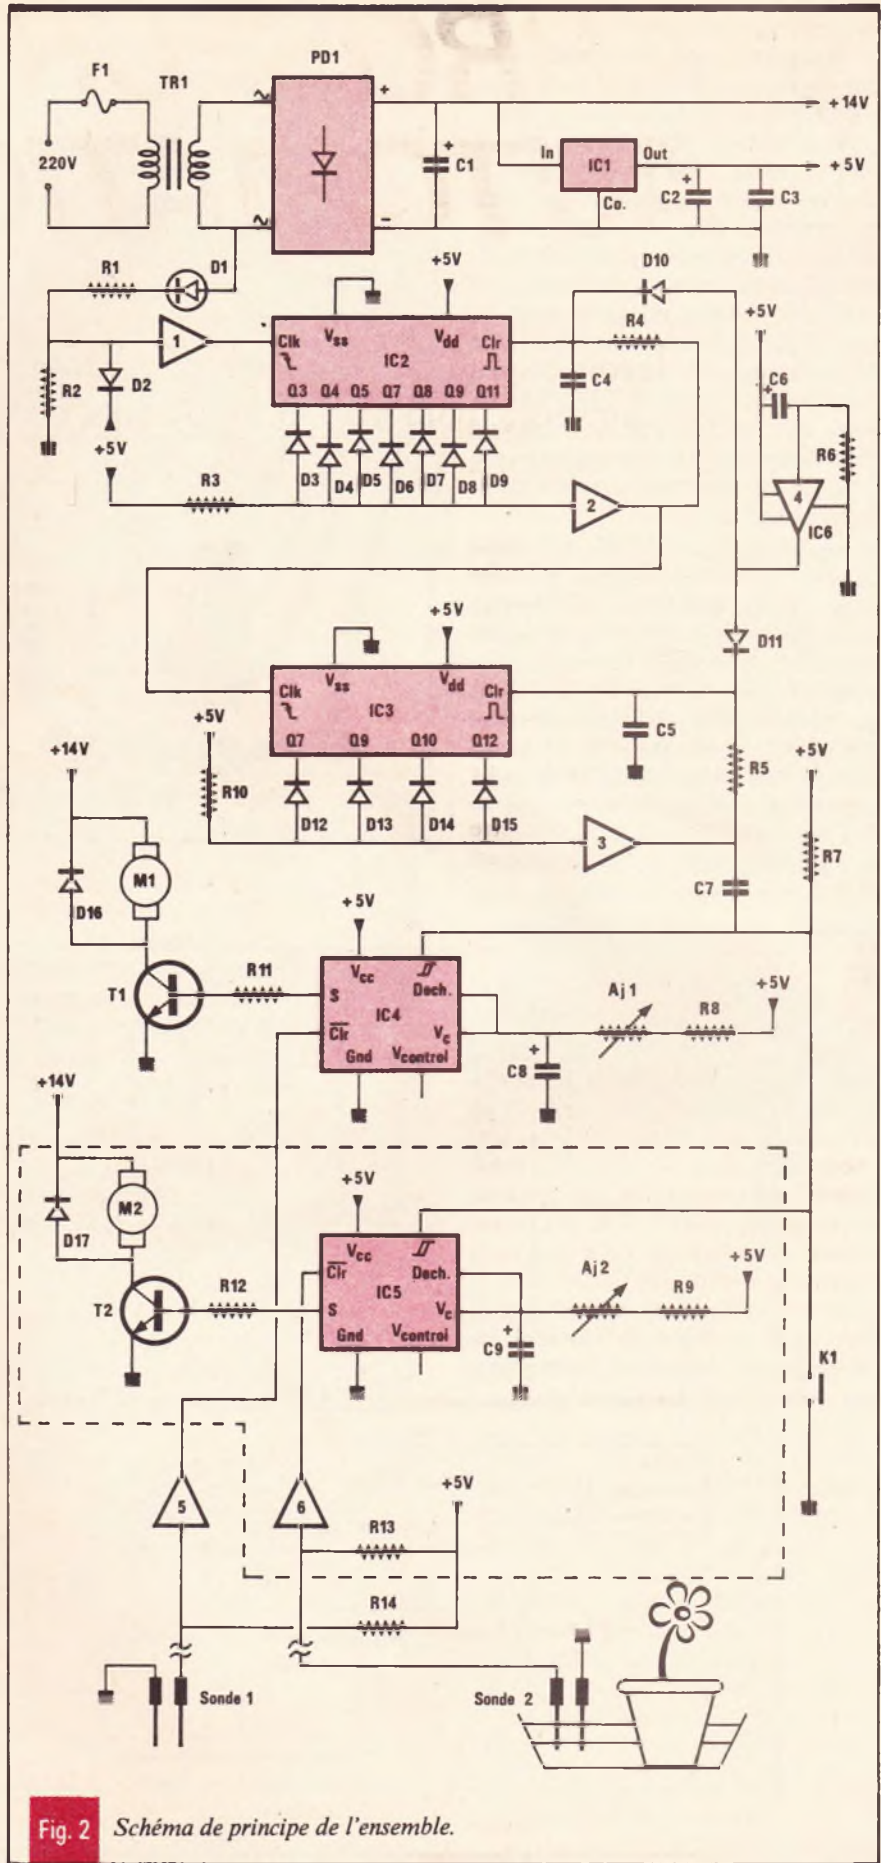 F1
TR1
PD1
220V
~
~
+
−
C1
In
IC1
Out
Co.
+
C2
C3
+14V
+5V
R1
D1
R2
D2
+5V
1
Clk
Vss
Vdd
Clr
IC2
Q3 Q4 Q5 Q7 Q8 Q9 Q11
+5V
D10
R4
C4
+5V
C6
R6
4
IC6
R3
D3 D4 D5 D6 D7 D8 D9
2
D11
+5V
Clk
Vss
Vdd
Clr
IC3
Q7 Q9 Q10 Q12
C5
R5
+5V
R7
+5V
R10
D12 D13 D14 D15
3
C7
+14V
D16
M1
T1
R11
+5V
Vcc
Dech.
S
IC4
Clr
Vc
Gnd
Vcontrol
Aj1
R8
+5V
+
C8
+14V
D17
M2
T2
R12
+5V
Vcc
Clr
Dech.
IC5
S
Vc
Gnd
Vcontrol
Aj2
R9
+5V
+
C9
K1
5
6
+5V
R13
R14
Sonde 1
Sonde 2
Fig. 2 Schéma de principe de l'ensemble.